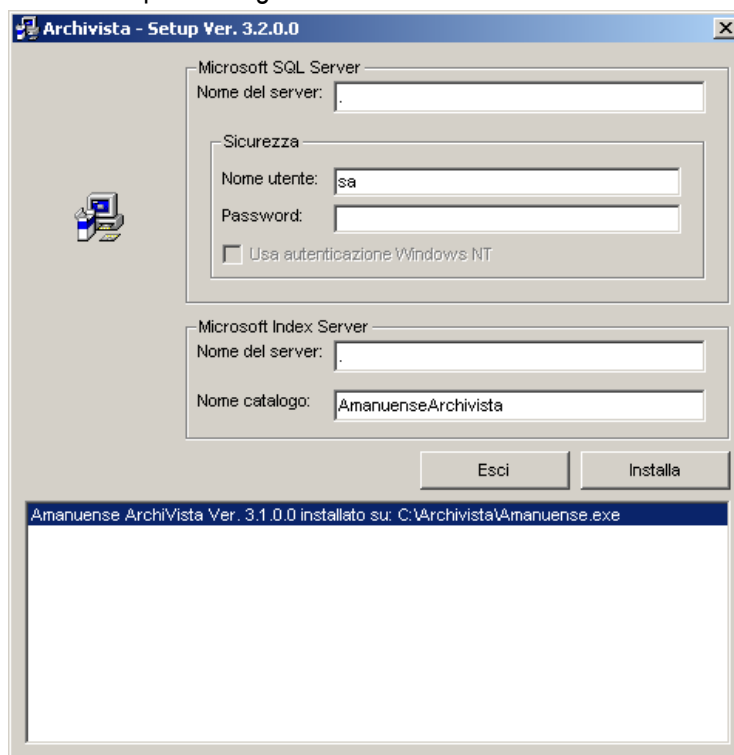 Archivista - Setup Ver. 3.2.0.0
Microsoft SQL Server
Nome del server: .
Sicurezza
Nome utente: sa
Password:
Usa autenticazione Windows NT
Microsoft Index Server
Nome del server: .
Nome catalogo: AmanuenseArchivista
Esci Installa
Amanuense ArchiVista Ver. 3.1.0.0 installato su: C:\Archivista\Amanuense.exe